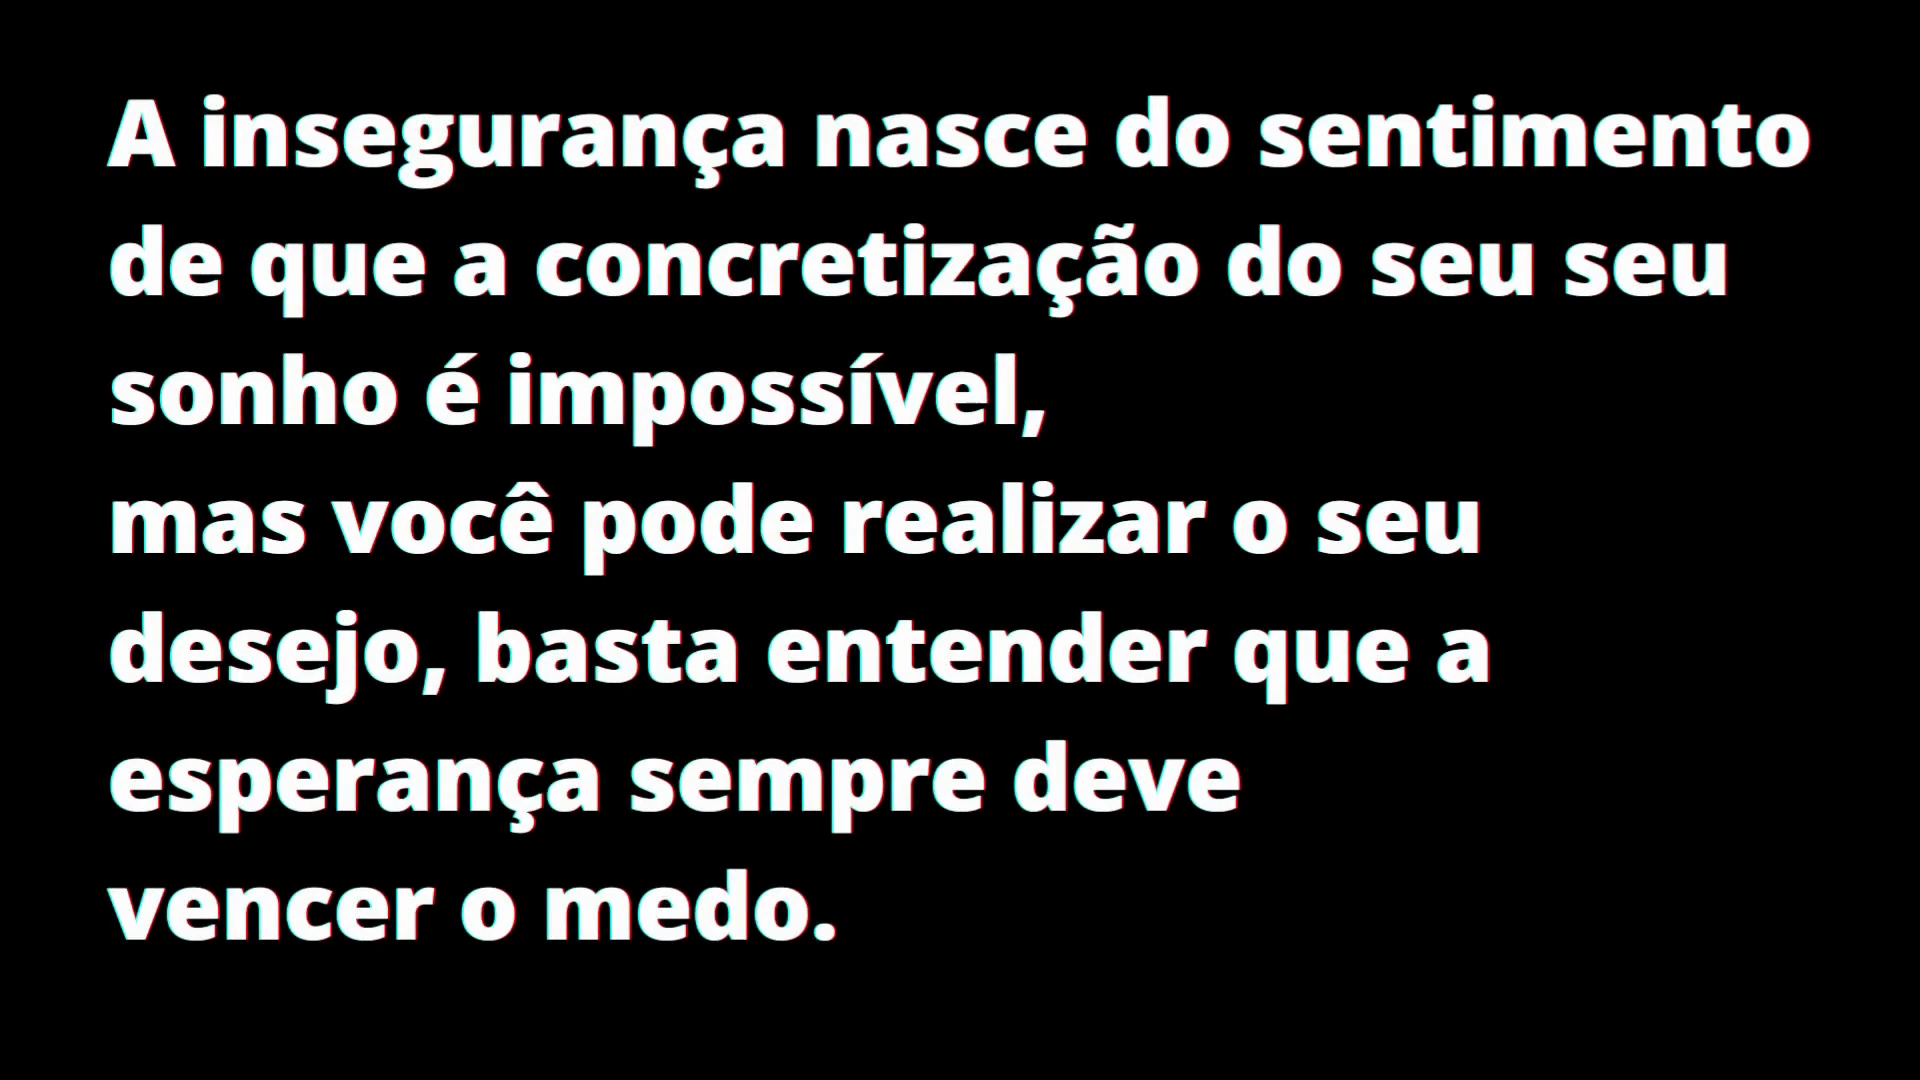 A insegurança nasce do sentimento
de que a concretização do seu seu
sonho é impossível,
mas você pode realizar o seu
desejo, basta entender que a
esperança sempre deve
vencer o medo.